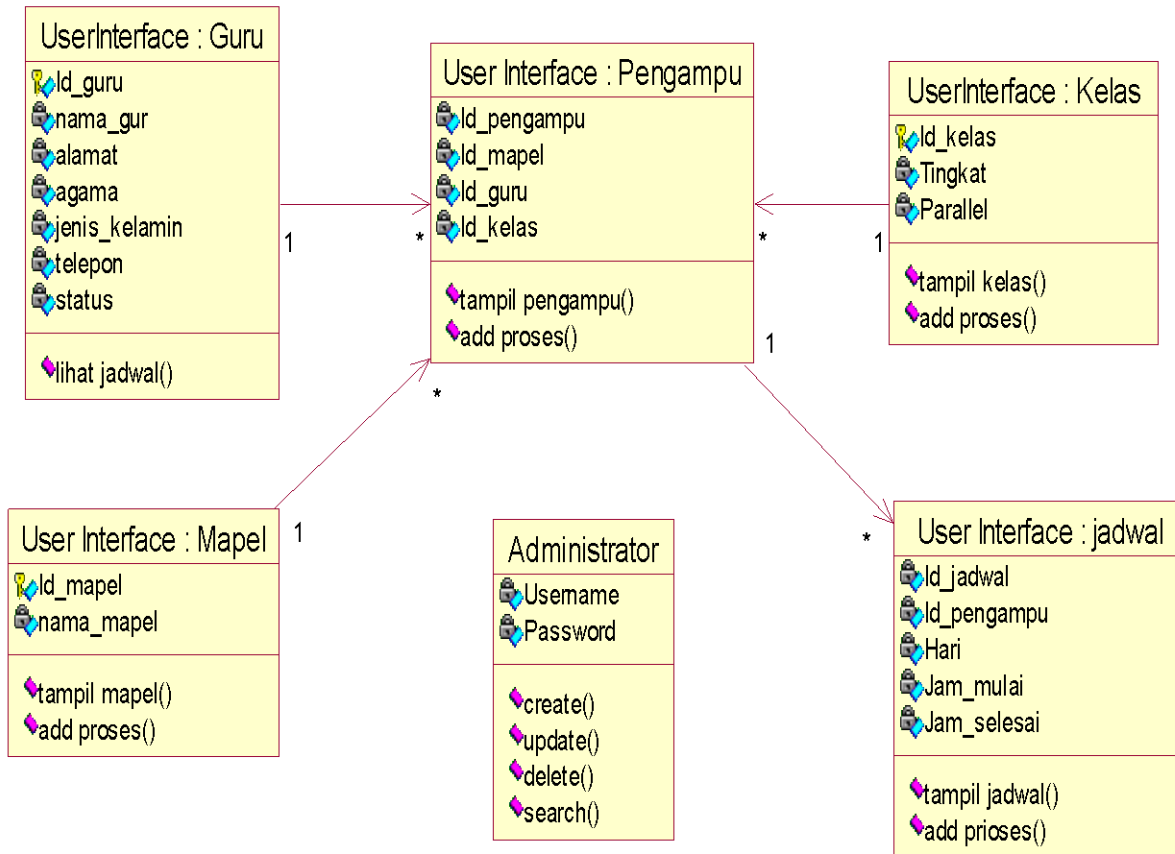 UserInterface : Guru
Id_guru
nama_gur
alamat
agama
jenis_kelamin
telepon
status
lihat jadwal()
User Interface : Pengampu
Id_pengampu
Id_mapel
Id_guru
Id_kelas
tampil pengampu()
add proses()
UserInterface : Kelas
Id_kelas
Tingkat
Parallel
tampil kelas()
add proses()
1
*
*
1
*
1
1
*
User Interface : Mapel
Id_mapel
nama_mapel
tampil mapel()
add proses()
Administrator
Username
Password
create()
update()
delete()
search()
User Interface : jadwal
Id_jadwal
Id_pengampu
Hari
Jam_mulai
Jam_selesai
tampil jadwal()
add prioses()